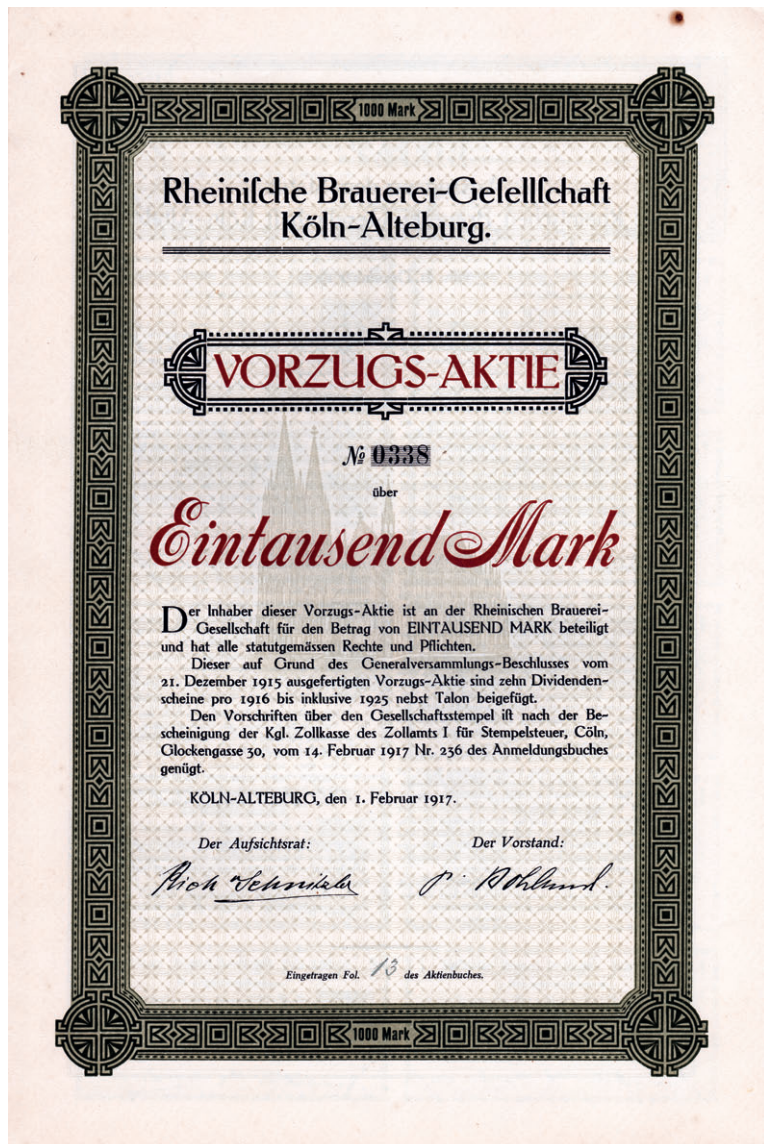 1000 Mark
Rheiniſche Brauerei-Geſellſchaft
Köln-Alteburg.
VORZUGS-AKTIE
№ 0338
über
Eintausend Mark
Der Inhaber dieser Vorzugs-Aktie ist an der Rheinischen Brauerei-
Gesellschaft für den Betrag von EINTAUSEND MARK beteiligt
und hat alle statutgemässen Rechte und Pflichten.
Dieser auf Grund des Generalversammlungs-Beschlusses vom
21. Dezember 1915 ausgefertigten Vorzugs-Aktie sind zehn Dividenden-
scheine pro 1916 bis inklusive 1925 nebst Talon beigefügt.
Den Vorschriften über den Gesellschaftsstempel iſt nach der Be-
scheinigung der Kgl. Zollkasse des Zollamts I für Stempelsteuer, Cöln,
Glockengasse 30, vom 14. Februar 1917 Nr. 236 des Anmeldungsbuches
genügt.
KÖLN-ALTEBURG, den 1. Februar 1917.
Der Aufsichtsrat: Der Vorstand:
Rich v Schnitzler
Eingetragen Fol. 13 des Aktienbuches.
1000 Mark